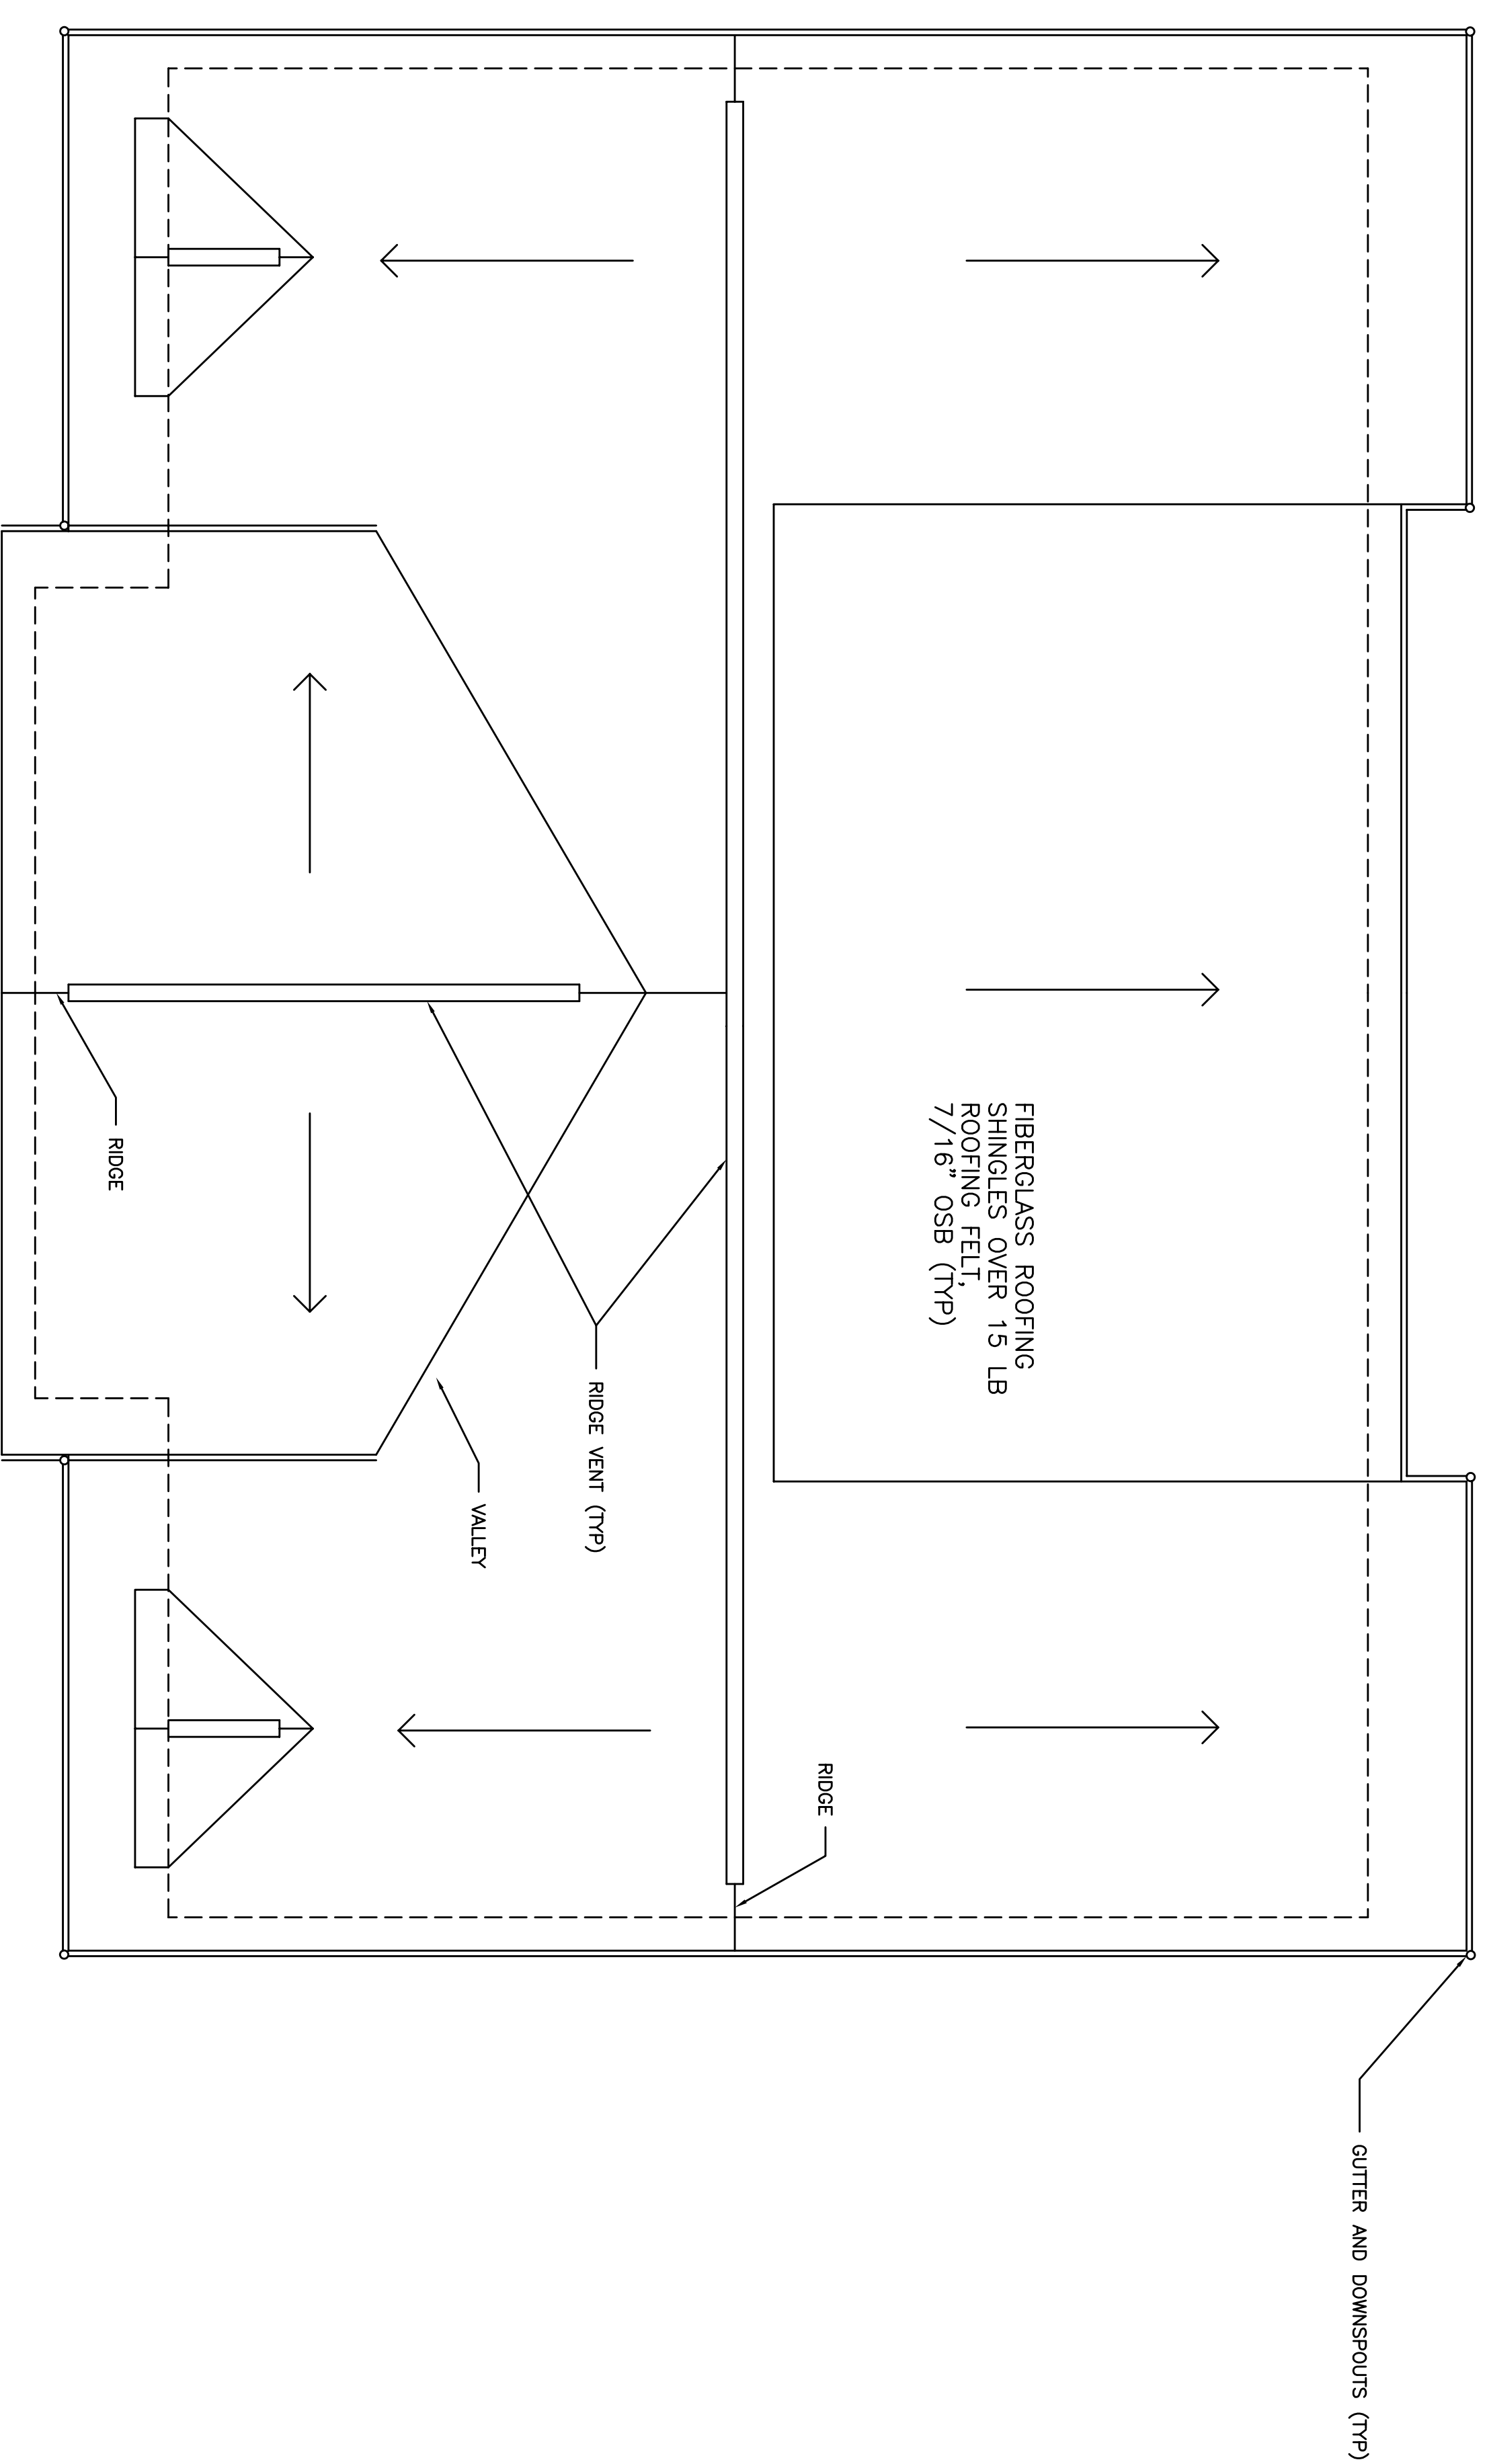 FIBERGLASS ROOFING
SHINGLES OVER 15 LB
ROOFING FELT,
7/16" OSB (TYP)
RIDGE
RIDGE VENT (TYP)
VALLEY
RIDGE
GUTTER AND DOWNSPOUTS (TYP)